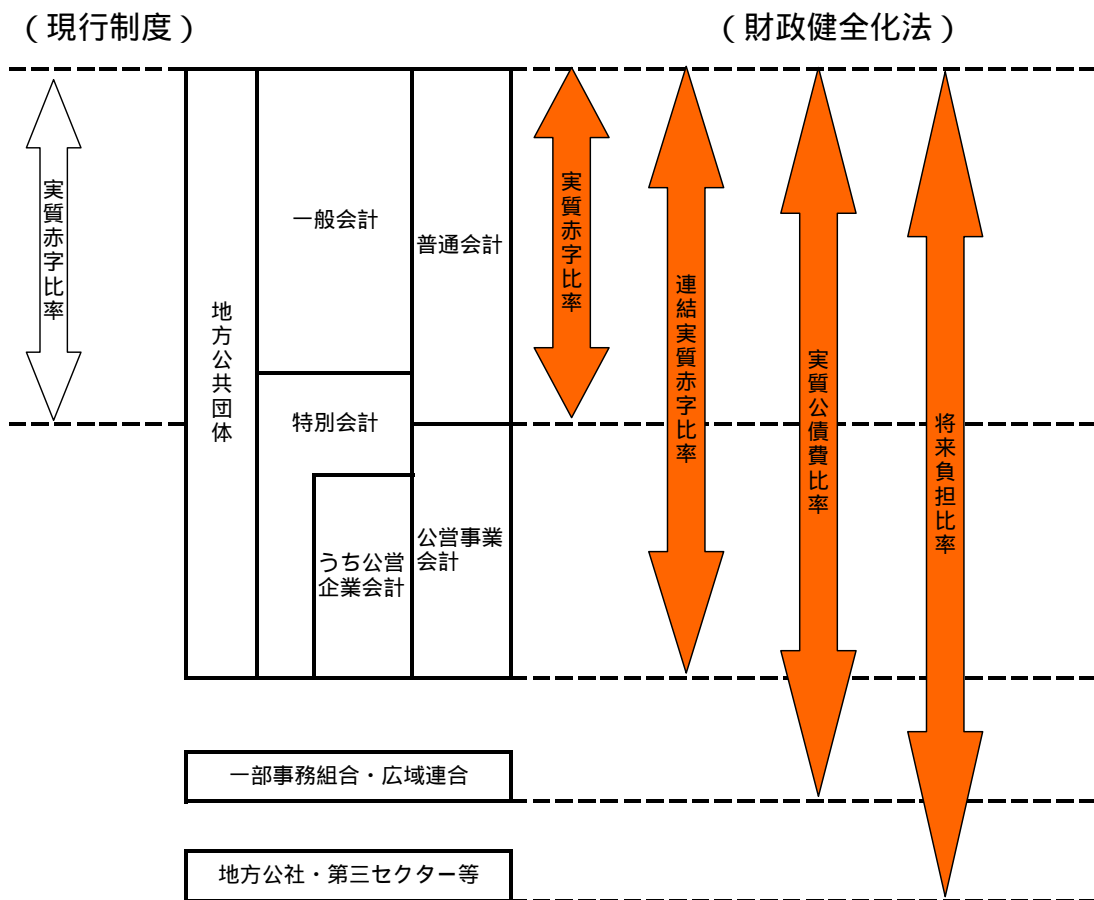 （現行制度）
（財政健全化法）
実質赤字比率
地方公共団体
一般会計
普通会計
特別会計
うち公営
企業会計
公営事業
会計
実質赤字比率
連結実質赤字比率
実質公債費比率
将来負担比率
一部事務組合・広域連合
地方公社・第三セクター等